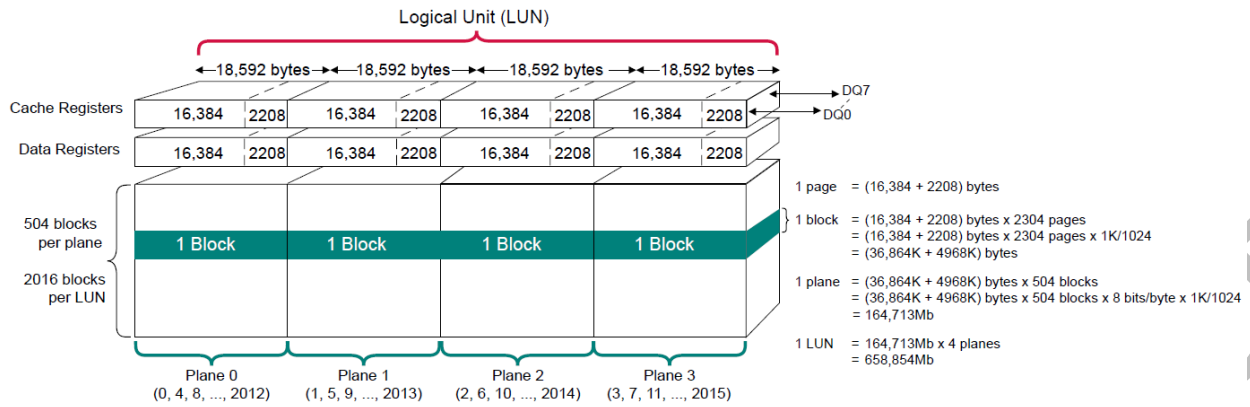 Logical Unit (LUN)
18,592 bytes 18,592 bytes 18,592 bytes 18,592 bytes
Cache Registers
16,384 2208 16,384 2208 16,384 2208 16,384 2208
DQ7
DQ0
Data Registers
16,384 2208 16,384 2208 16,384 2208 16,384 2208
504 blocks
per plane
2016 blocks
per LUN
1 Block 1 Block 1 Block 1 Block
1 page = (16,384 + 2208) bytes
1 block = (16,384 + 2208) bytes x 2304 pages
= (16,384 + 2208) bytes x 2304 pages x 1K/1024
= (36,864K + 4968K) bytes
1 plane = (36,864K + 4968K) bytes x 504 blocks
= (36,864K + 4968K) bytes x 504 blocks x 8 bits/byte x 1K/1024
= 164,713Mb
1 LUN = 164,713Mb x 4 planes
= 658,854Mb
Plane 0 Plane 1 Plane 2 Plane 3
(0, 4, 8, ..., 2012) (1, 5, 9, ..., 2013) (2, 6, 10, ..., 2014) (3, 7, 11, ..., 2015)